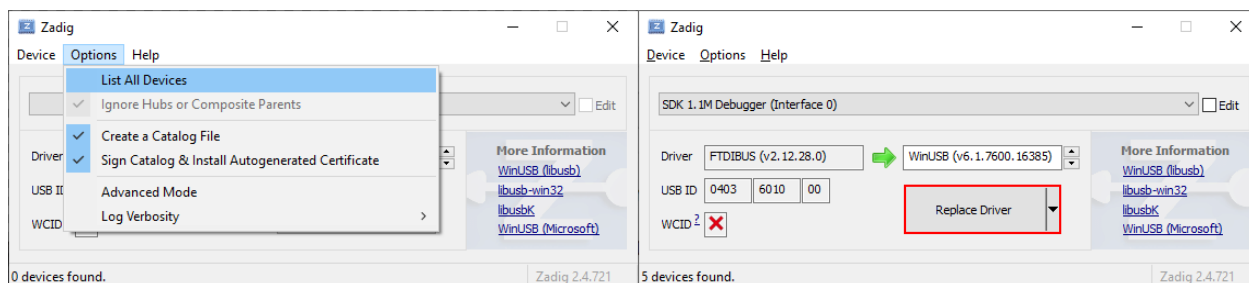 Zadig
Device Options Help
List All Devices
Ignore Hubs or Composite Parents
Edit
Create a Catalog File
Sign Catalog & Install Autogenerated Certificate
Advanced Mode
Log Verbosity
Driver
USB ID
WCID
More Information
WinUSB (libusb)
libusb-win32
libusbK
WinUSB (Microsoft)
0 devices found.
Zadig 2.4.721
Zadig
Device Options Help
SDK 1.1M Debugger (Interface 0)
Edit
Driver FTDIBUS (v2.12.28.0) WinUSB (v6.1.7600.16385)
USB ID 0403 6010 00
WCID ?
Replace Driver
More Information
WinUSB (libusb)
libusb-win32
libusbK
WinUSB (Microsoft)
5 devices found.
Zadig 2.4.721